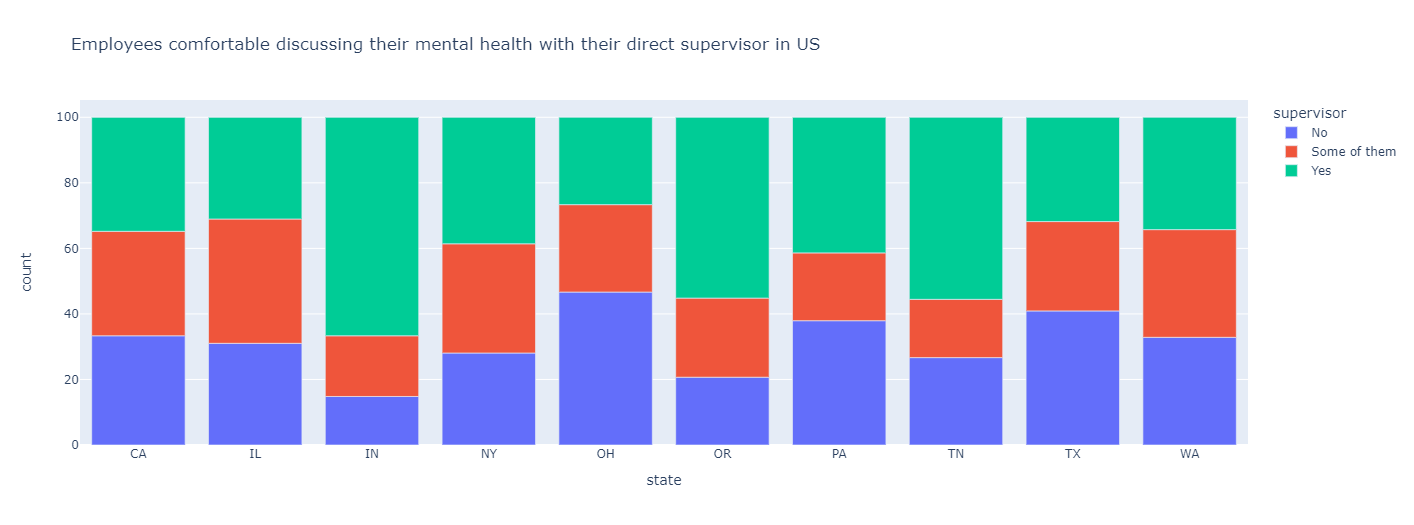 Employees comfortable discussing their mental health with their direct supervisor in US
supervisor
No
Some of them
Yes
count
100
80
60
40
20
0
CA IL IN NY OH OR PA TN TX WA
state